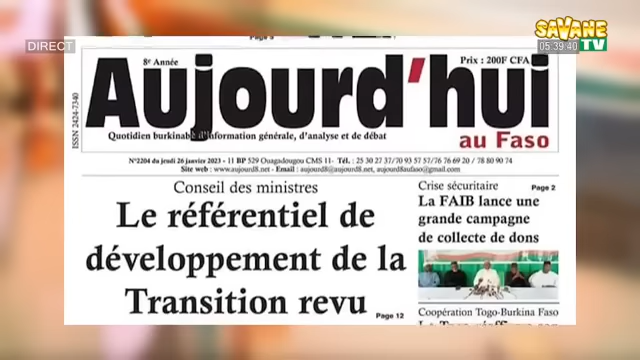 DIRECT
SAVANE
TV
05:39:40
8e Année
Prix : 200F CFA
Aujourd'hui
au Faso
ISSN 2424-7340
Quotidien burkinabè d'information générale, d'analyse et de débat
N°2204 du jeudi 26 janvier 2023 - 11 BP 529 Ouagadougou CMS 11- Tél. : 25 30 27 37/70 93 57 57/76 76 69 20 / 78 80 90 74
Site web : www.aujourd8.net - Email : aujourd8@aujourd8.net, aujourd8aufaso@gmail.com
Conseil des ministres
Le référentiel de
développement de la
Transition revu
Page 12
Crise sécuritaire
Page 2
La FAIB lance une
grande campagne
de collecte de dons
Coopération Togo-Burkina Faso